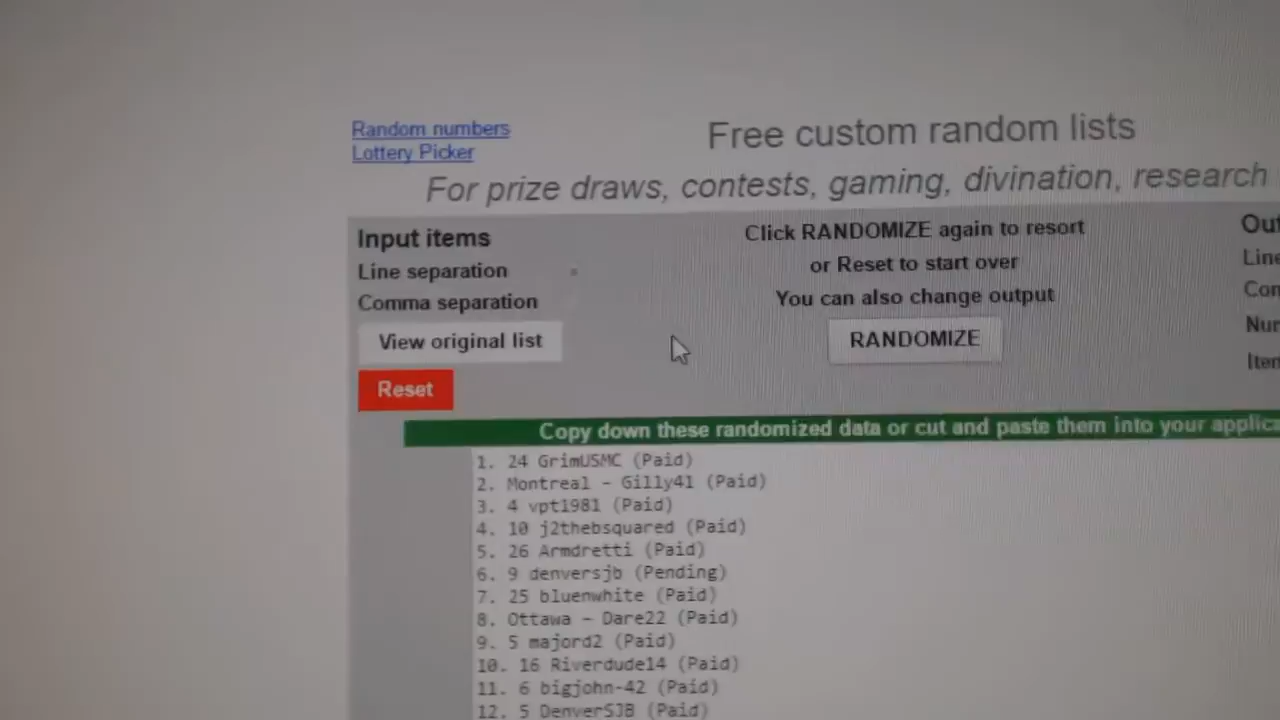 Random numbers
Lottery Picker
Free custom random lists
For prize draws, contests, gaming, divination, research
Input items
Line separation
Comma separation
View original list
Reset
Click RANDOMIZE again to resort
or Reset to start over
You can also change output
RANDOMIZE
Copy down these randomized data or cut and paste them into your applica
1. 24 GrimUSMC (Paid)
2. Montreal - Gilly41 (Paid)
3. 4 vpt1981 (Paid)
4. 10 j2thebsquared (Paid)
5. 26 Armdretti (Paid)
6. 9 denversjb (Pending)
7. 25 bluenwhite (Paid)
8. Ottawa - Dare22 (Paid)
9. 5 majord2 (Paid)
10. 16 Riverdude14 (Paid)
11. 6 bigjohn-42 (Paid)
12. 5 DenverSJB (Paid)